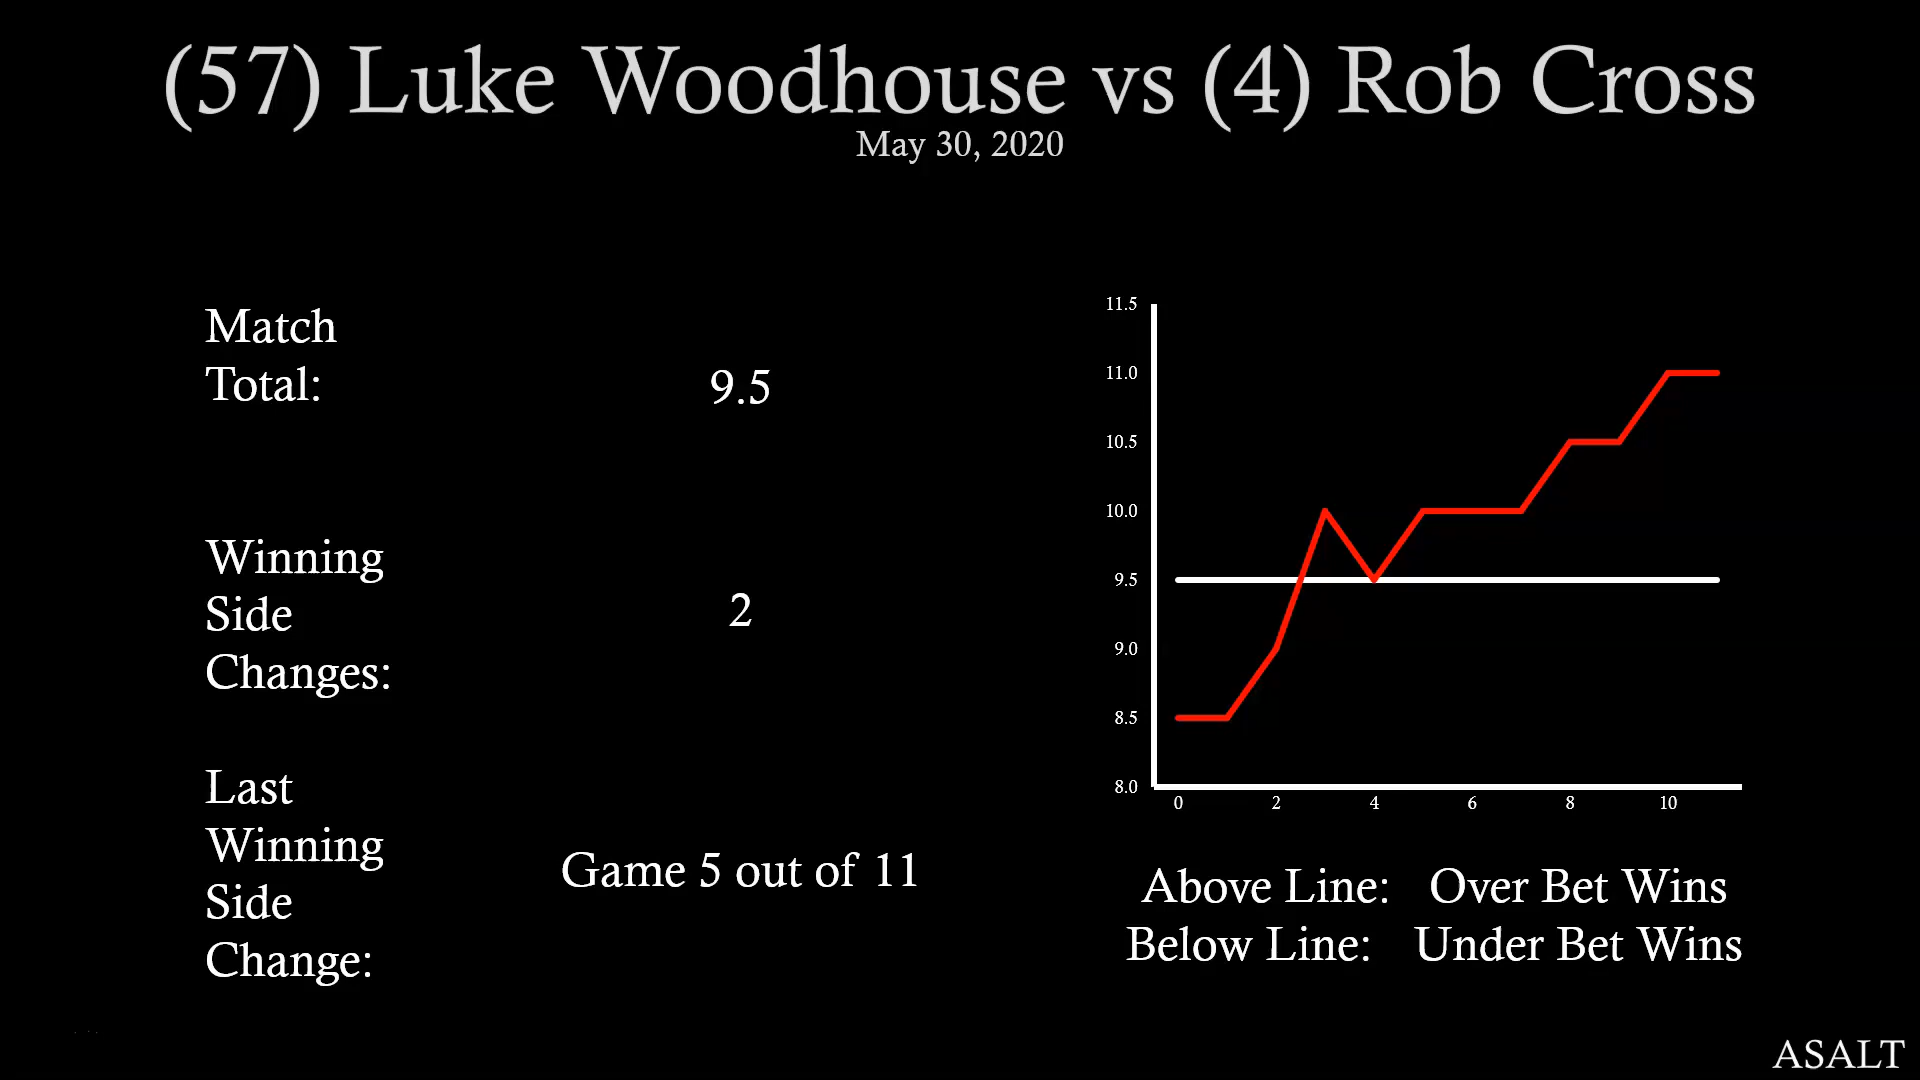 (57) Luke Woodhouse vs (4) Rob Cross
May 30, 2020
Match
Total:
9.5
Winning
Side
Changes:
2
Last
Winning
Side
Change:
Game 5 out of 11
11.5
11.0
10.5
10.0
9.5
9.0
8.5
8.0
0 2 4 6 8 10
Above Line: Over Bet Wins
Below Line: Under Bet Wins
ASALT